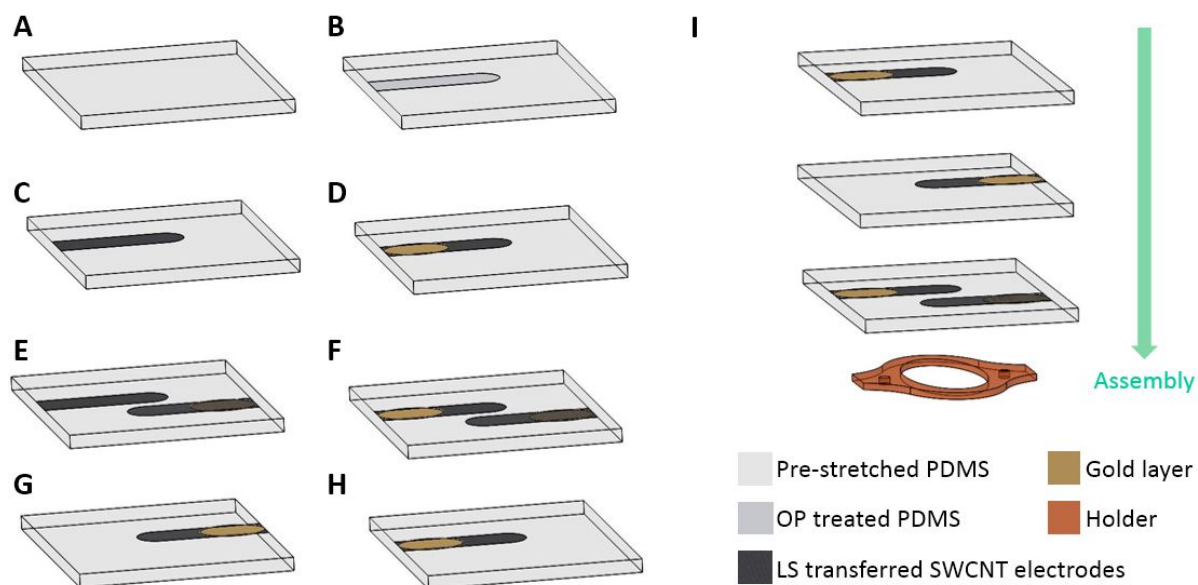 A
B
I
C
D
E
F
Assembly
G
H
Pre-stretched PDMS
Gold layer
OP treated PDMS
Holder
LS transferred SWCNT electrodes